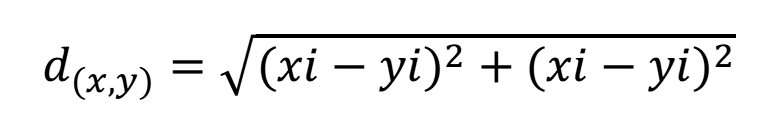 d(x,y) = √(xi − yi)² + (xi − yi)²